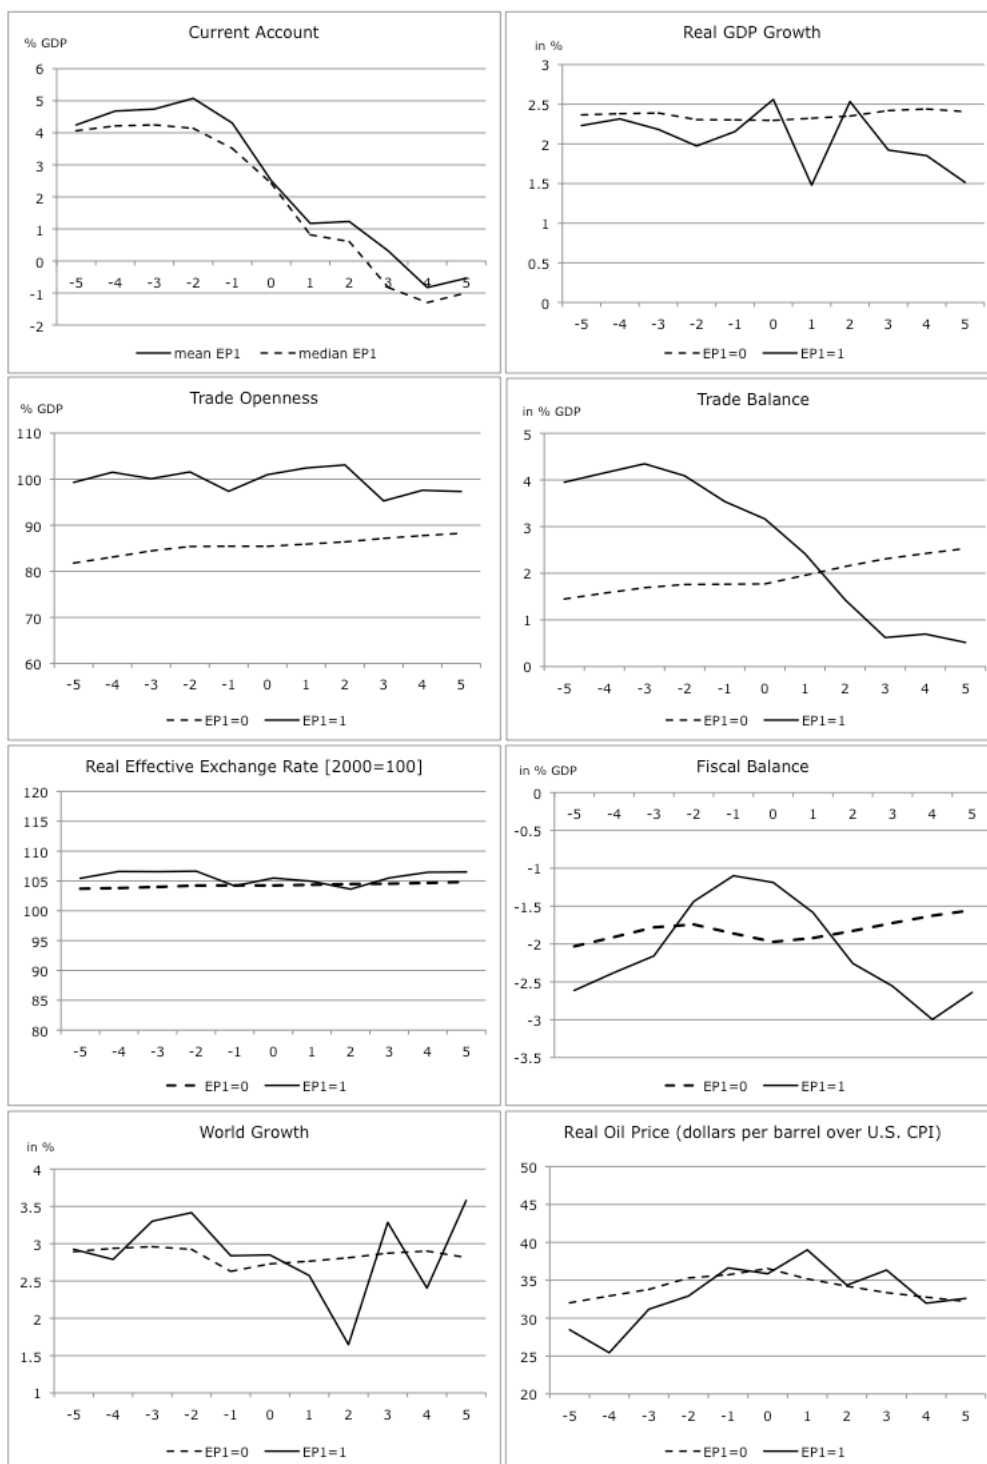 Current Account
% GDP
6
5
4
3
2
1
0
-1
-2
-5 -4 -3 -2 -1 0 1 2 3 4 5
mean EP1 median EP1
Real GDP Growth
in %
3
2.5
2
1.5
1
0.5
0
-5 -4 -3 -2 -1 0 1 2 3 4 5
EP1=0 EP1=1
Trade Openness
% GDP
110
100
90
80
70
60
-5 -4 -3 -2 -1 0 1 2 3 4 5
EP1=0 EP1=1
Trade Balance
in % GDP
5
4
3
2
1
0
-5 -4 -3 -2 -1 0 1 2 3 4 5
EP1=0 EP1=1
Real Effective Exchange Rate [2000=100]
120
115
110
105
100
95
90
85
80
-5 -4 -3 -2 -1 0 1 2 3 4 5
EP1=0 EP1=1
Fiscal Balance
in % GDP
0
-5 -4 -3 -2 -1 0 1 2 3 4 5
-0.5
-1
-1.5
-2
-2.5
-3
-3.5
EP1=0 EP1=1
World Growth
in %
4
3.5
3
2.5
2
1.5
1
-5 -4 -3 -2 -1 0 1 2 3 4 5
EP1=0 EP1=1
Real Oil Price (dollars per barrel over U.S. CPI)
50
45
40
35
30
25
20
-5 -4 -3 -2 -1 0 1 2 3 4 5
EP1=0 EP1=1